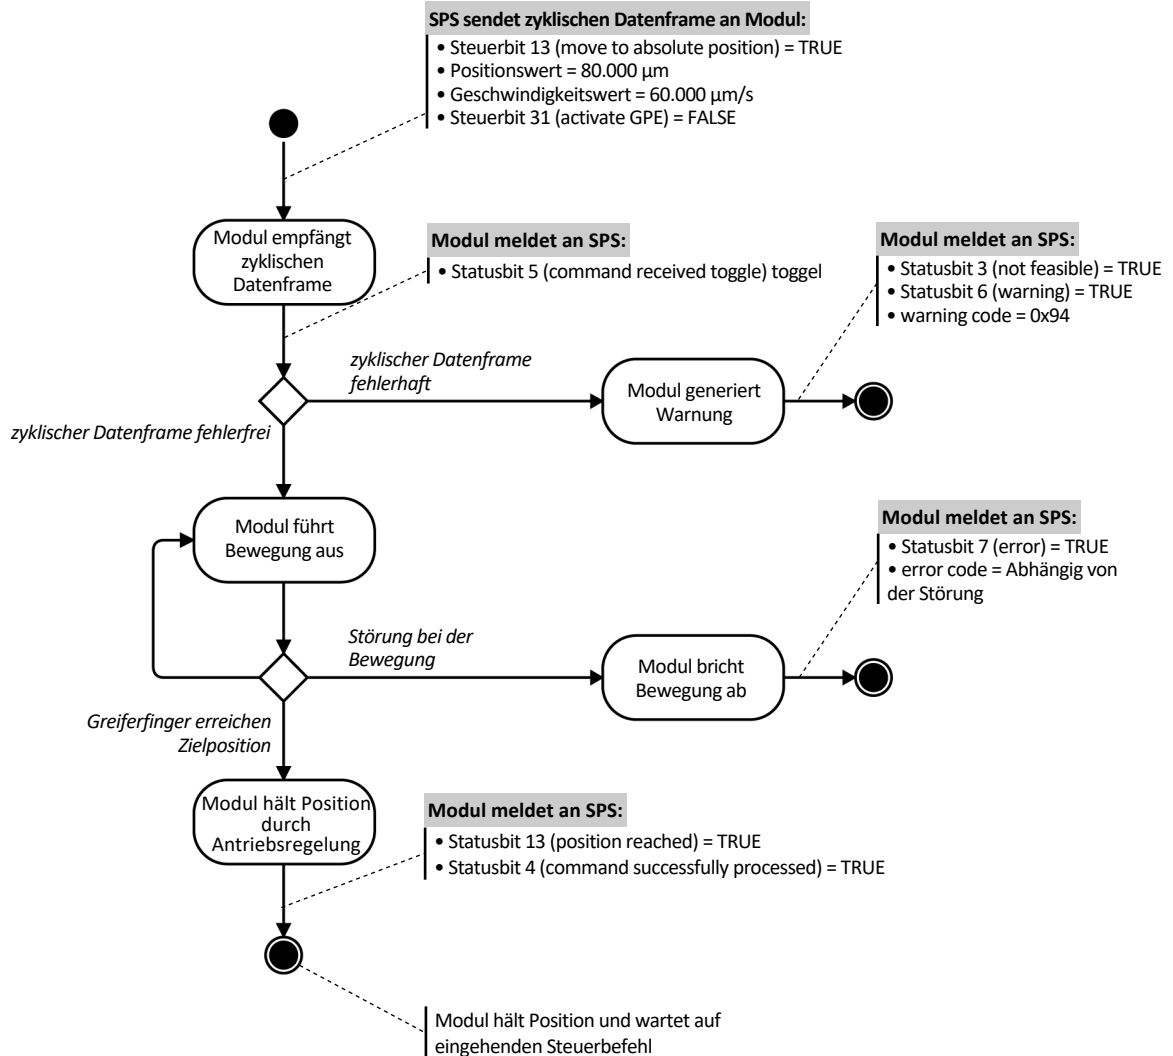 SPS sendet zyklischen Datenframe an Modul:
• Steuerbit 13 (move to absolute position) = TRUE
• Positionswert = 80.000 µm
• Geschwindigkeitswert = 60.000 µm/s
• Steuerbit 31 (activate GPE) = FALSE
Modul empfängt
zyklischen
Datenframe
Modul meldet an SPS:
• Statusbit 5 (command received toggle) toggel
Modul meldet an SPS:
• Statusbit 3 (not feasible) = TRUE
• Statusbit 6 (warning) = TRUE
• warning code = 0x94
zyklischer Datenframe
fehlerhaft
Modul generiert
Warnung
zyklischer Datenframe fehlerfrei
Modul führt
Bewegung aus
Modul meldet an SPS:
• Statusbit 7 (error) = TRUE
• error code = Abhängig von
der Störung
Störung bei der
Bewegung
Modul bricht
Bewegung ab
Greiferfinger erreichen
Zielposition
Modul hält Position
durch
Antriebsregelung
Modul meldet an SPS:
• Statusbit 13 (position reached) = TRUE
• Statusbit 4 (command successfully processed) = TRUE
Modul hält Position und wartet auf
eingehenden Steuerbefehl